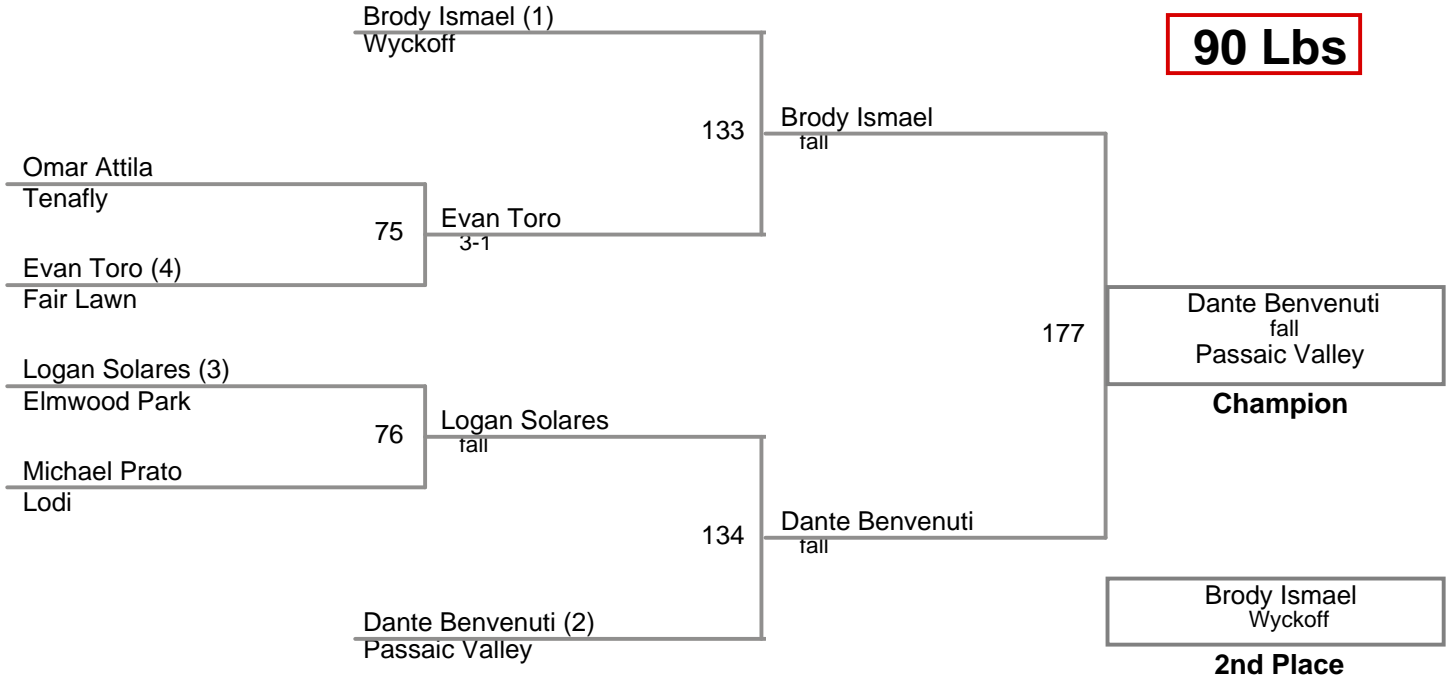 Brody Ismael (1)
Wyckoff
90 Lbs
133
Brody Ismael
fall
Omar Attila
Tenafly
75
Evan Toro
3-1
Evan Toro (4)
Fair Lawn
177
Dante Benvenuti
fall
Passaic Valley
Champion
Logan Solares (3)
Elmwood Park
76
Logan Solares
fall
Michael Prato
Lodi
134
Dante Benvenuti
fall
Dante Benvenuti (2)
Passaic Valley
Brody Ismael
Wyckoff
2nd Place